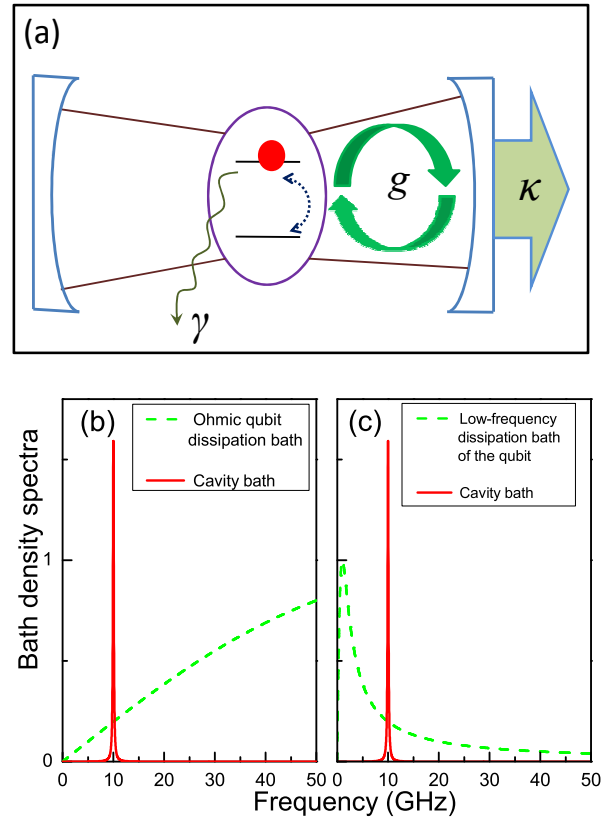 (a)
g
κ
γ
(b)
Ohmic qubit
dissipation bath
Cavity bath
(c)
Low-frequency
dissipation bath
of the qubit
Cavity bath
Bath density spectra
1
0
0 10 20 30 40 50
0 10 20 30 40 50
Frequency (GHz)